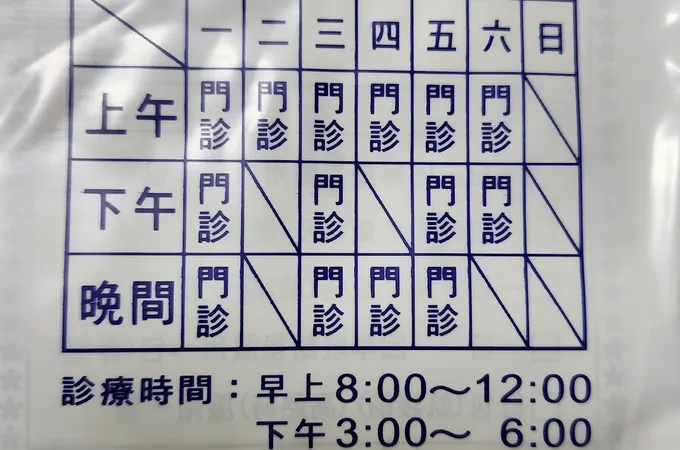 一 二 三 四 五 六 日
上午 門診 門診 門診 門診 門診 門診
下午 門診 門診 門診 門診
晚間 門診 門診 門診 門診
診療時間：早上8:00～12:00
下午3:00～ 6:00